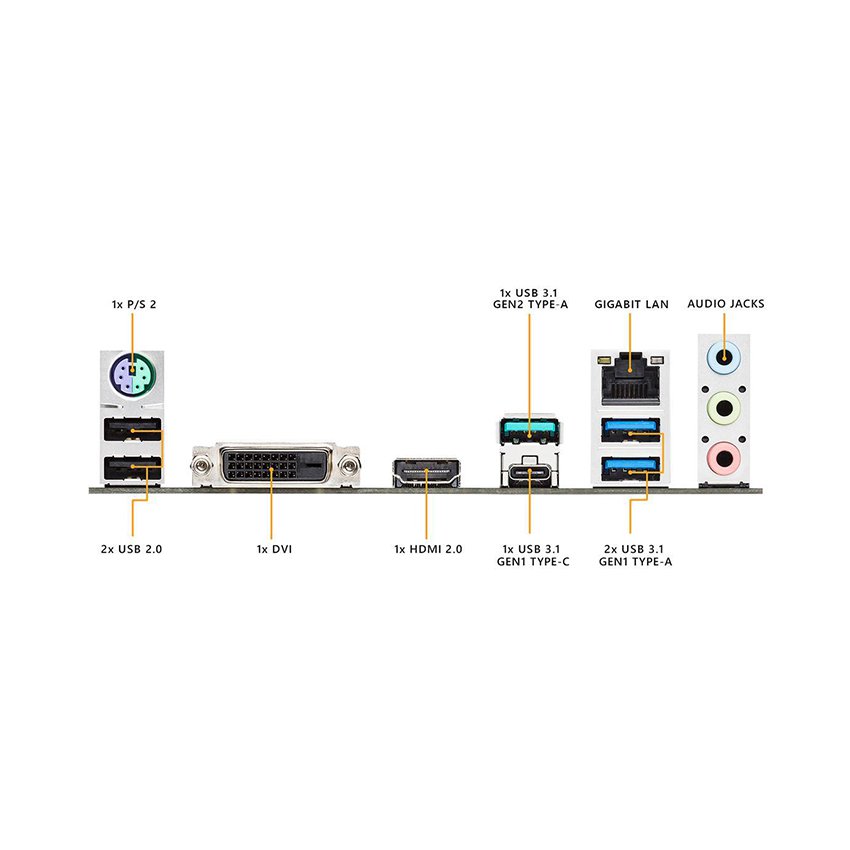 1x P/S 2
1x USB 3.1
GEN2 TYPE-A
GIGABIT LAN
AUDIO JACKS
2x USB 2.0
1x DVI
1x HDMI 2.0
1x USB 3.1
GEN1 TYPE-C
2x USB 3.1
GEN1 TYPE-A